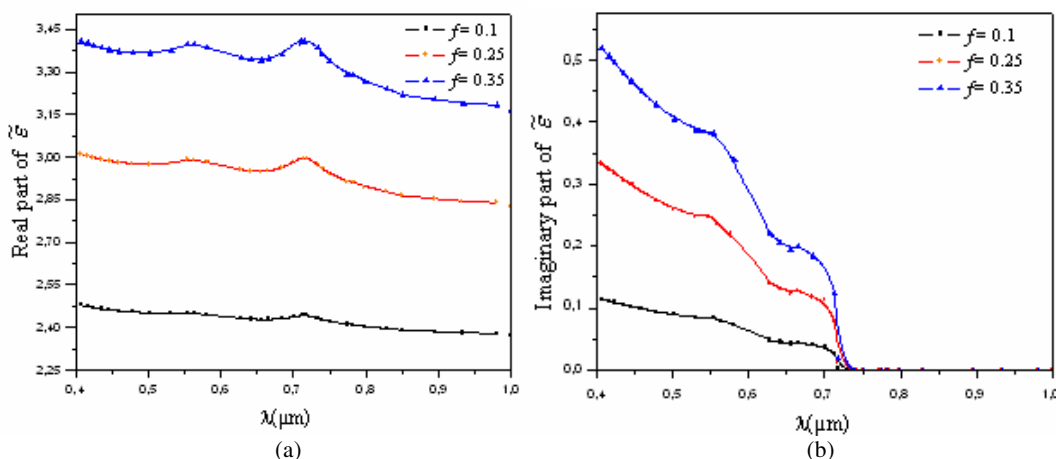 3,45
3,30
3,15
3,00
2,85
2,70
2,55
2,40
2,25
Real part of ε̃
0,4 0,5 0,6 0,7 0,8 0,9 1,0
λ(μm)
f= 0.1
f= 0.25
f= 0.35
(a)
0,5
0,4
0,3
0,2
0,1
0,0
Imaginary part of ε̃
0,4 0,5 0,6 0,7 0,8 0,9 1,0
λ(μm)
f= 0.1
f= 0.25
f= 0.35
(b)